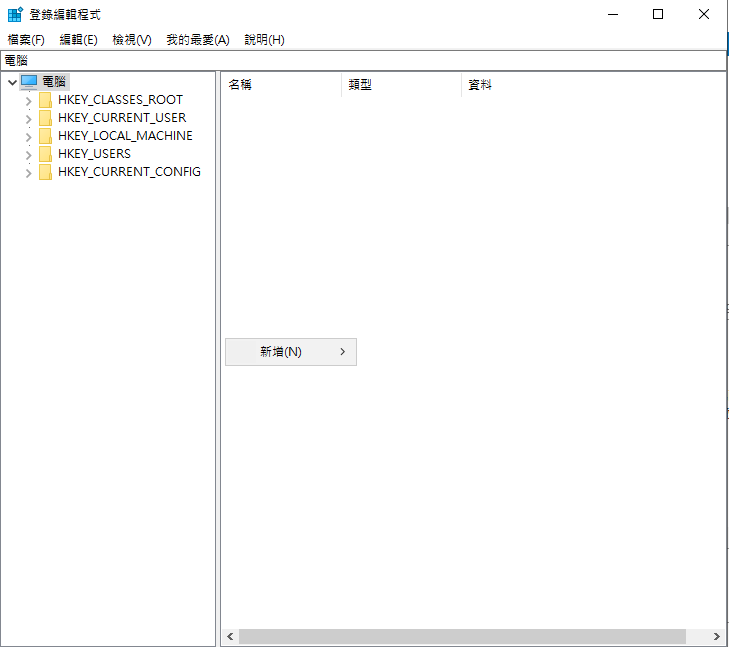 登錄編輯程式
檔案(F) 編輯(E) 檢視(V) 我的最愛(A) 說明(H)
電腦
電腦
HKEY_CLASSES_ROOT
HKEY_CURRENT_USER
HKEY_LOCAL_MACHINE
HKEY_USERS
HKEY_CURRENT_CONFIG
名稱 類型 資料
新增(N)